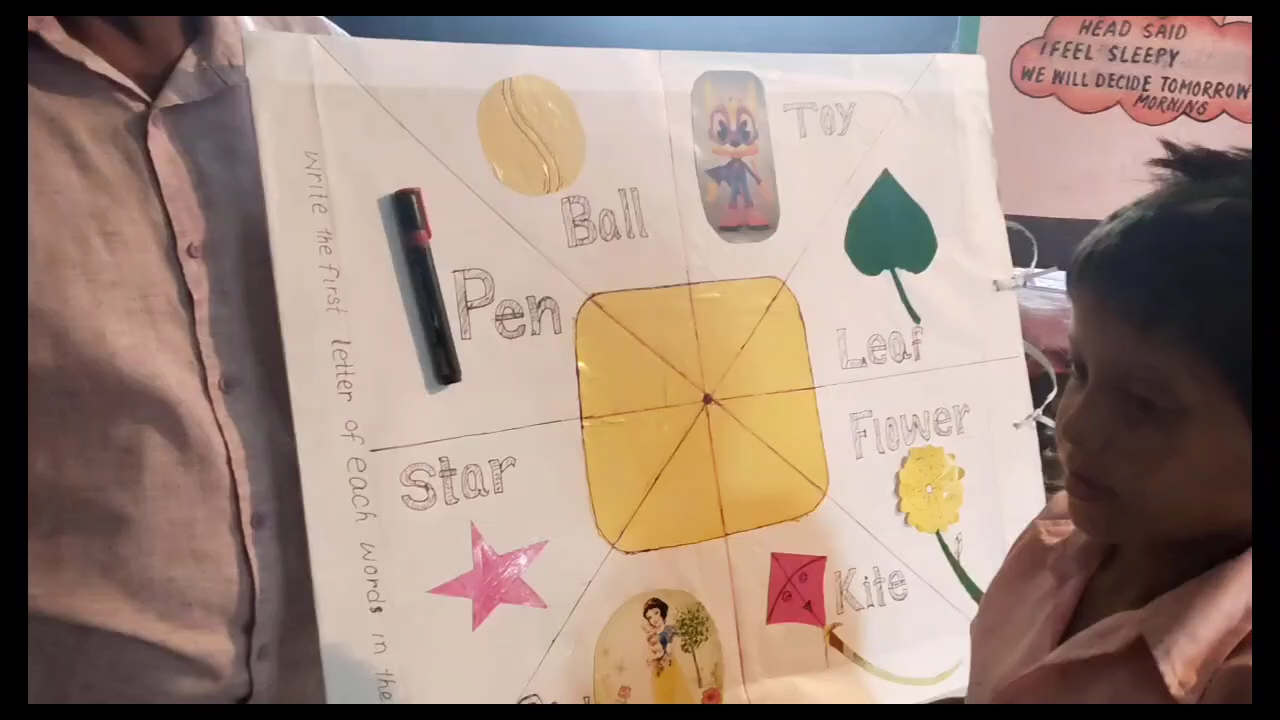 HEAD SAID
I FEEL SLEEPY
WE WILL DECIDE TOMORROW
MORNING
Toy
Ball
Pen
Leaf
Flower
Star
Kite
write the first letter of each words in the